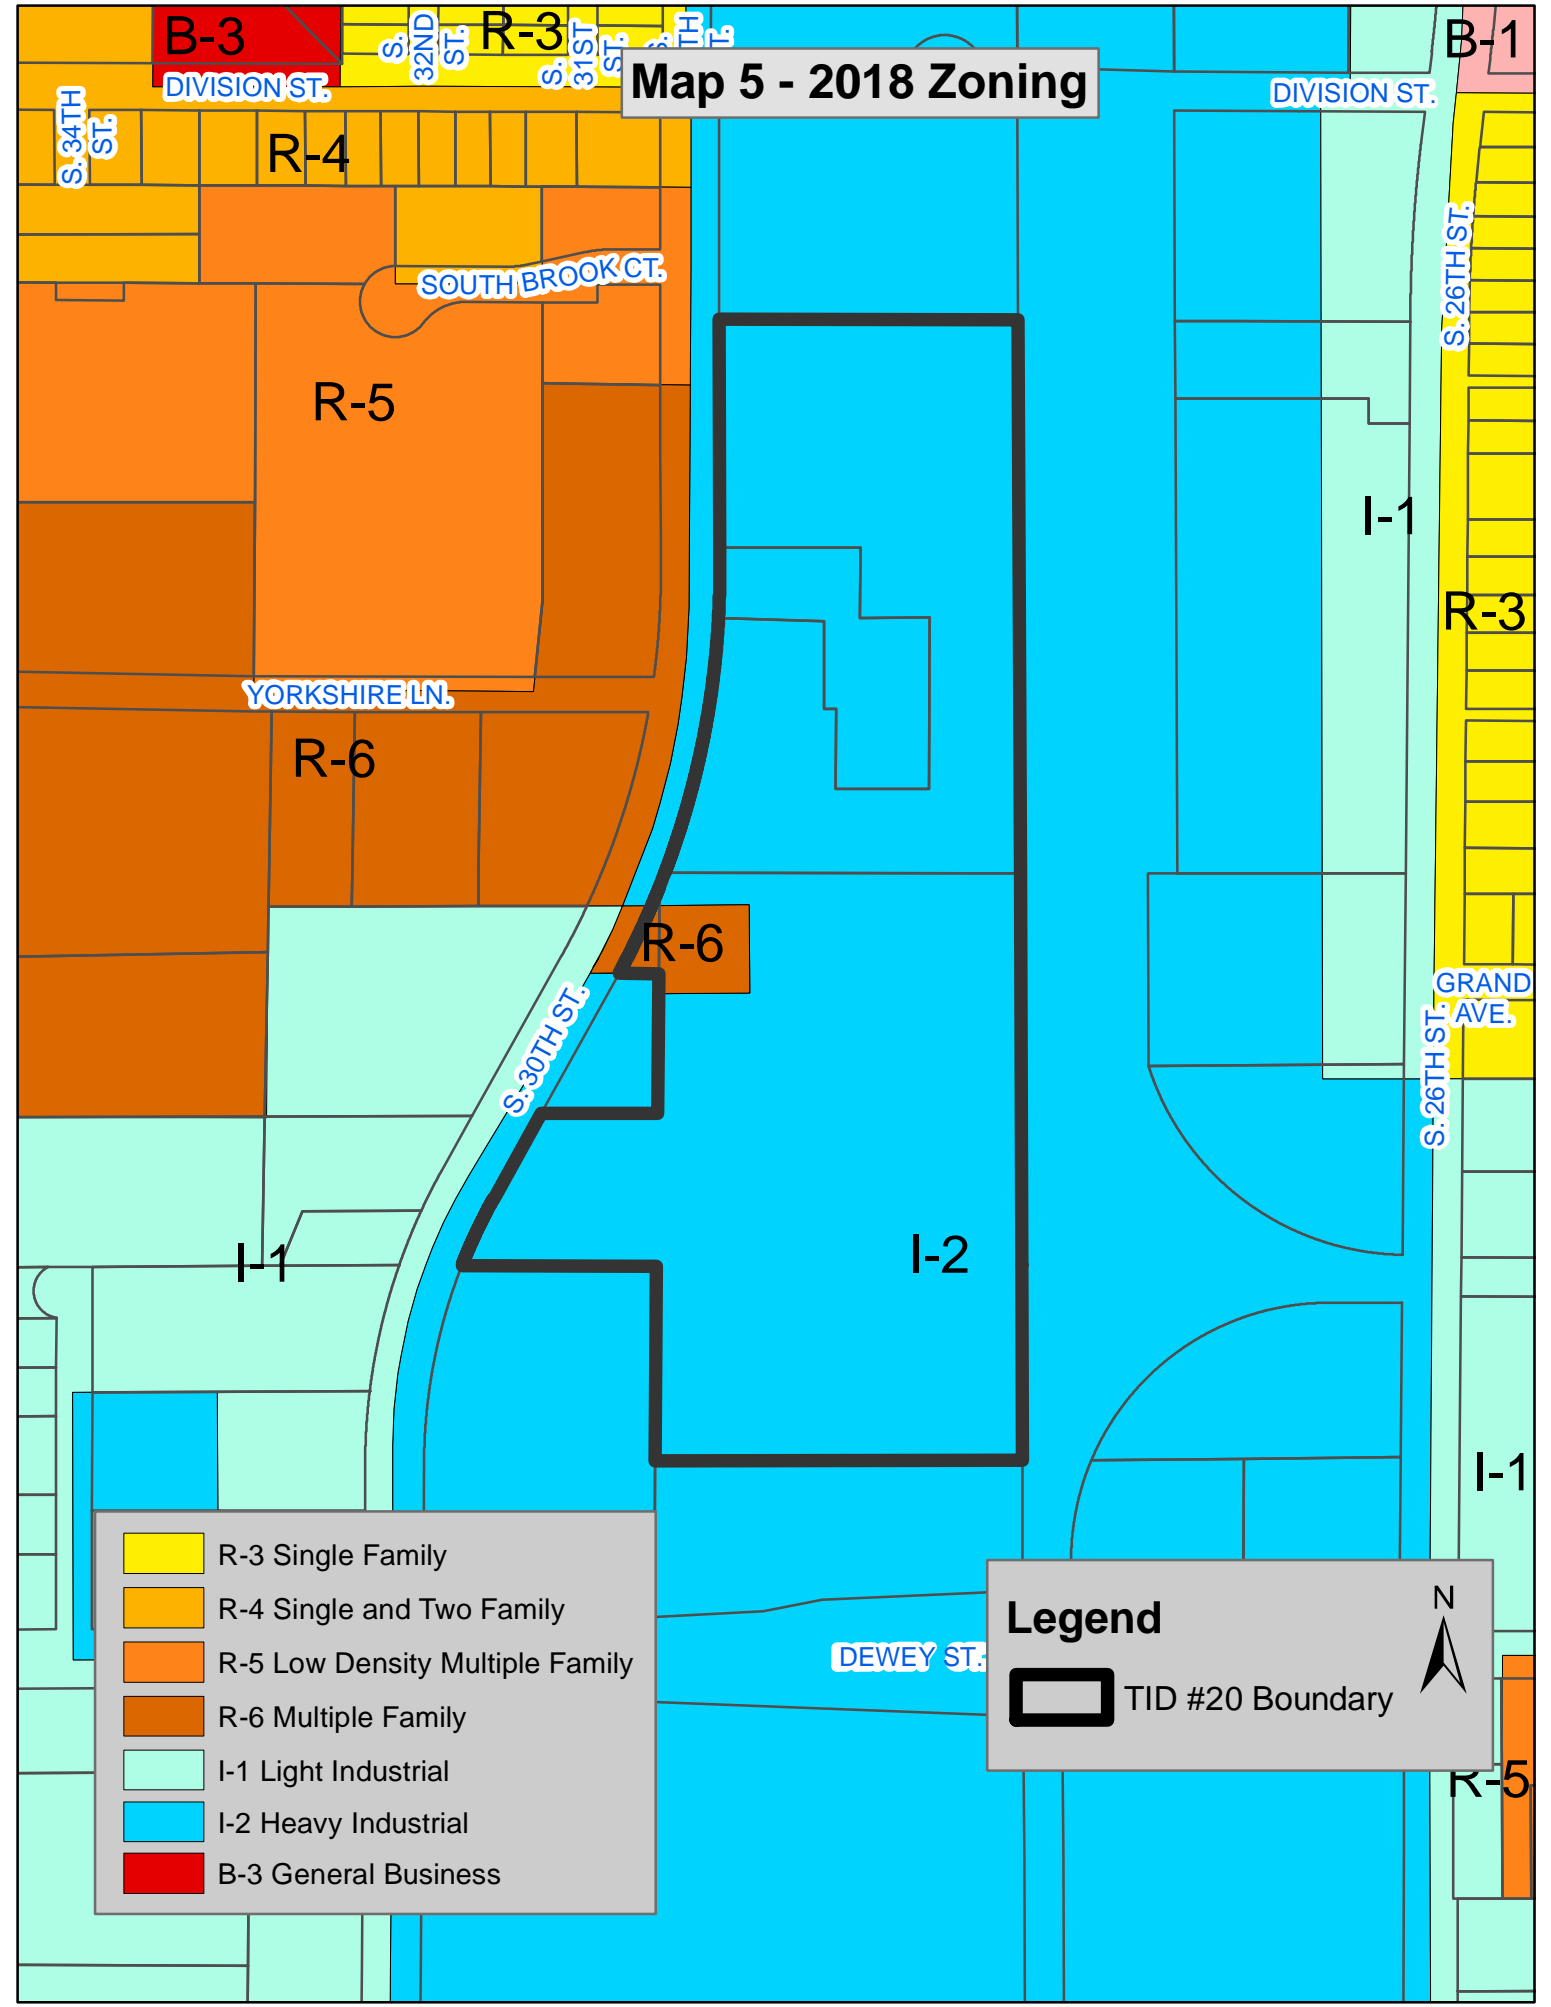 B-3
R-3
B-1
S.
32ND
ST.
S.
31ST
ST.
S.
TH
T.
Map 5 - 2018 Zoning
DIVISION ST.
DIVISION ST.
S. 34TH
ST.
R-4
S. 26TH ST.
SOUTH BROOK CT.
R-5
I-1
R-3
YORKSHIRE LN.
R-6
R-6
GRAND
AVE.
S. 30TH ST.
S. 26TH ST.
I-1
I-2
I-1
R-3 Single Family
R-4 Single and Two Family
R-5 Low Density Multiple Family
R-6 Multiple Family
I-1 Light Industrial
I-2 Heavy Industrial
B-3 General Business
DEWEY ST.
Legend
N
TID #20 Boundary
R-5